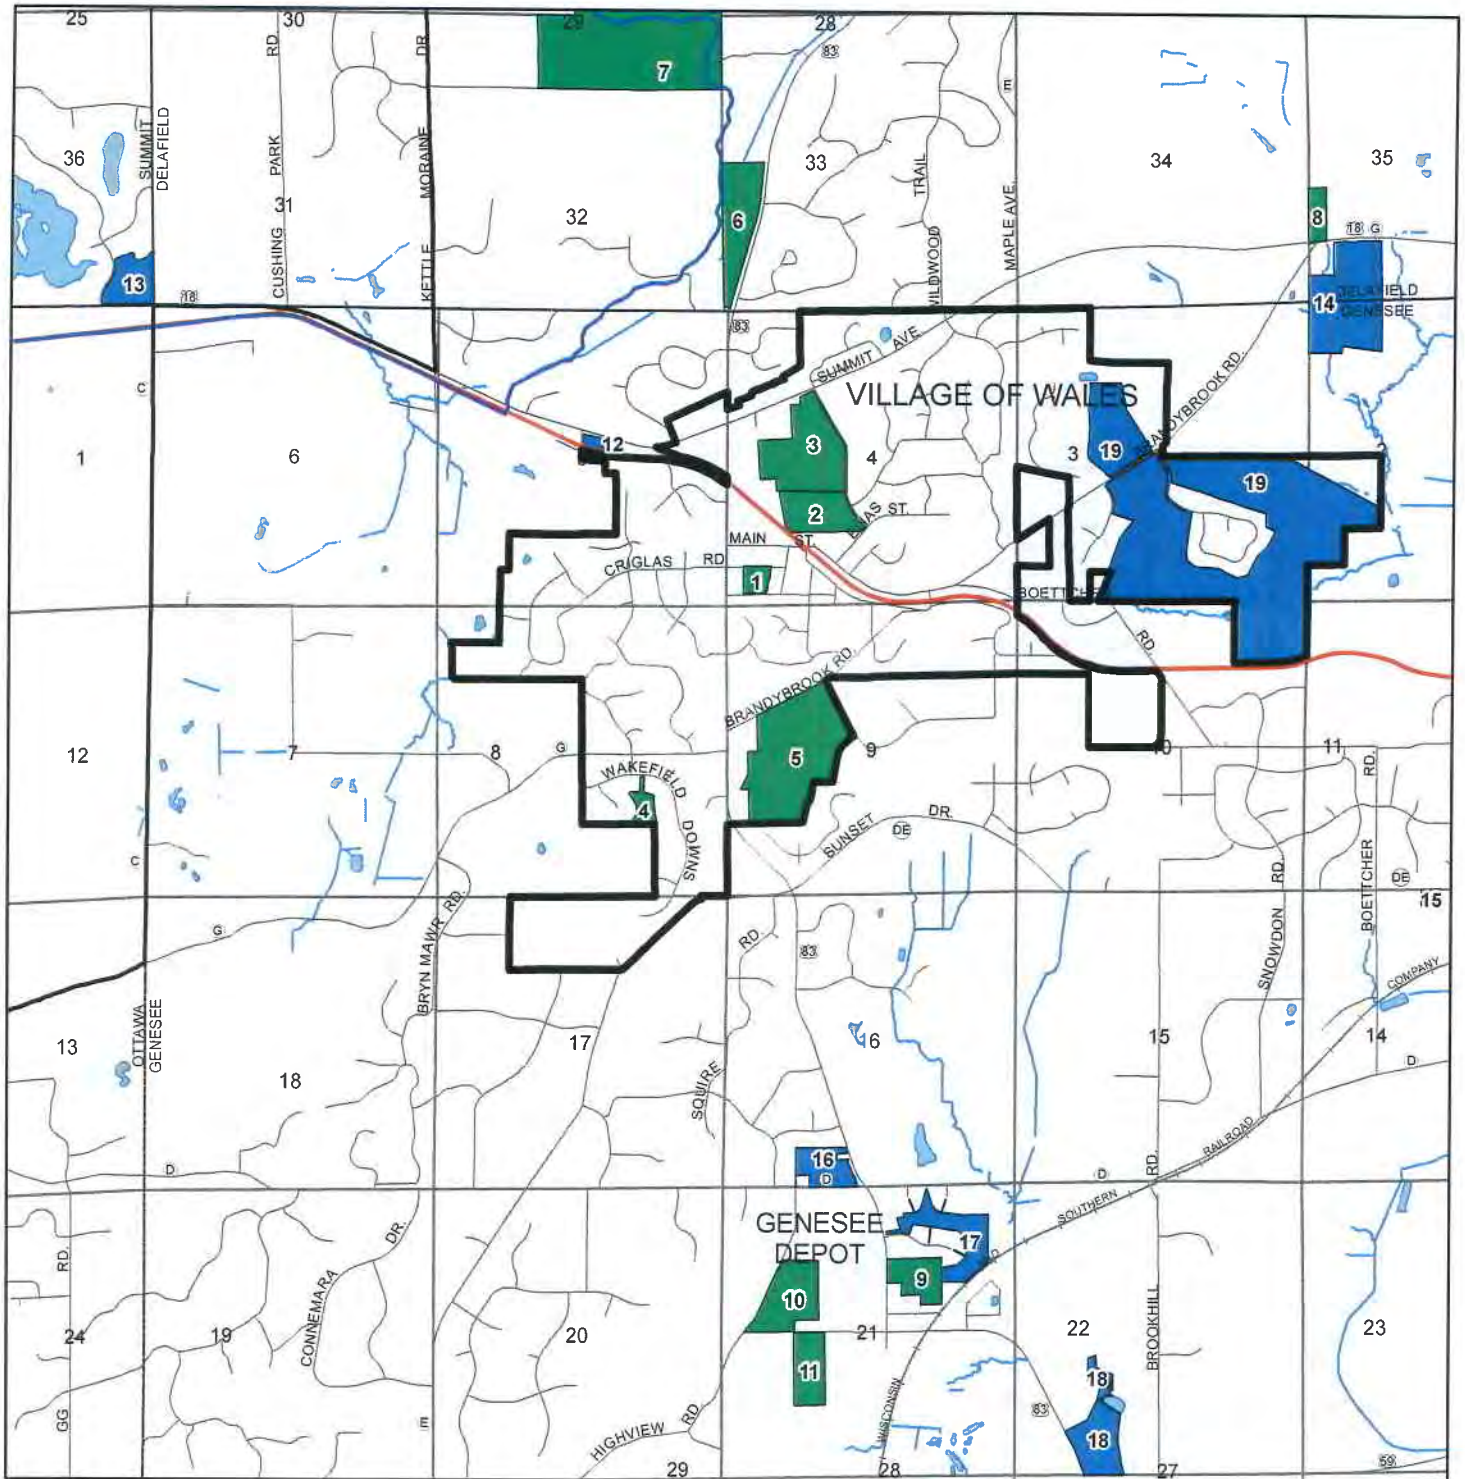 25
30
29
28
83
RD.
DR.
E
7
36
SUMMIT
DELAFIELD
PARK
MORAINE
33
34
35
31
CUSHING
32
6
TRAIL
MAPLE AVE.
8
18 G
KETTLE
WILDWOOD
13
18
83
14
DELAFIELD
GENESEE
SUMMIT AVE
VILLAGE OF WALES
BRANDYBROOK RD.
C
1
6
12
3
4
3
19
19
2
2
MAIN ST.
ST.
CRIGLAS RD
1
BOETTCHER
RD.
BRANDYBROOK RD.
12
7
8
G
9
10
11
RD.
5
WAKEFIELD
DOWNS
4
SUNSET DR.
DE
C
BOETTCHER
DE
15
BRYN MAWR RD.
G
RD.
83
SNOWDON RD.
COMPANY
OTTAWA
GENESEE
13
18
17
16
15
14
D
SQUIRE
RAILROAD
D
16
D
D
RD.
SOUTHERN
GENESEE
DEPOT
17
RD.
DR.
9
CONNEMARA
10
24
19
20
21
22
BROOKHILL
23
11
18
GG
E
HIGHVIEW RD.
WISCONSIN
83
18
59
29
28
27